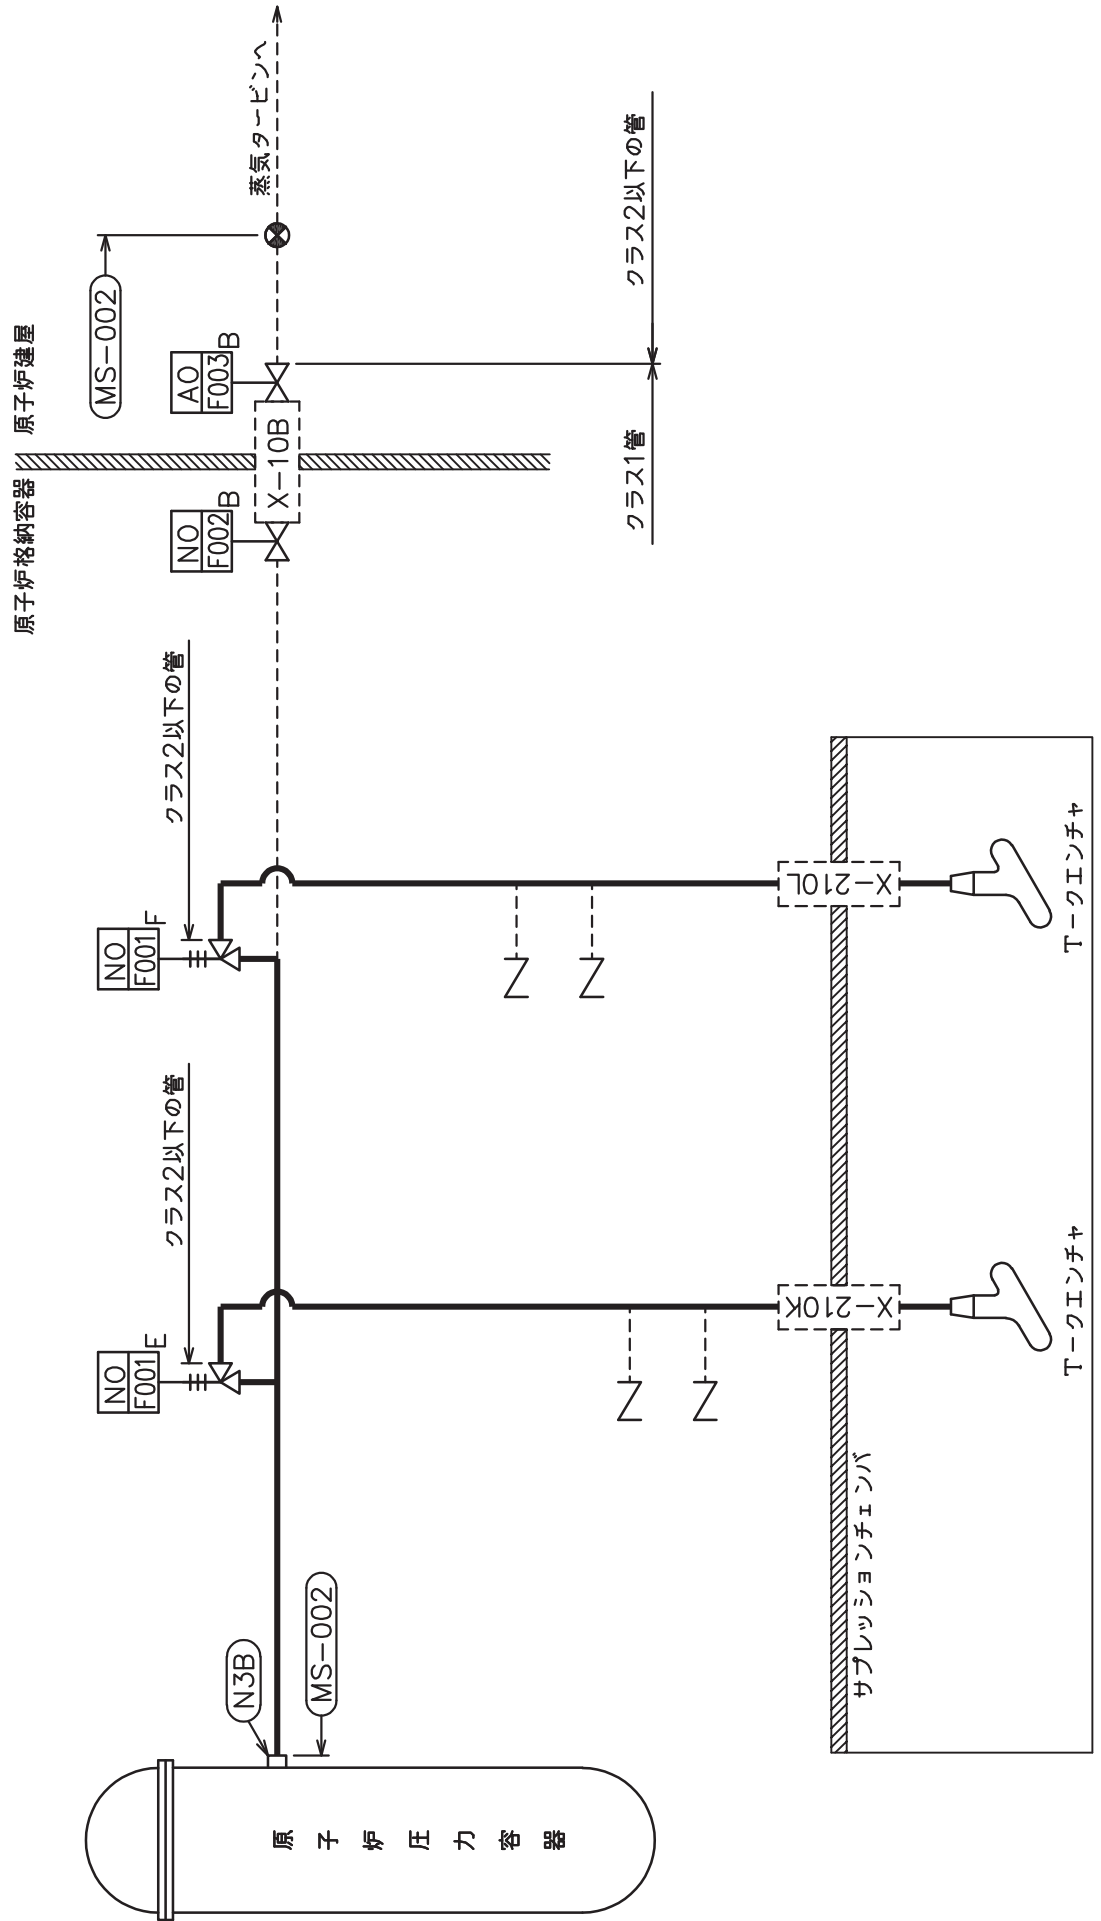 原子炉格納容器
原子炉建屋
MS-002
NO
F001
E
NO
F001
F
NO
F002
B
AO
F003
B
クラス2以下の管
クラス2以下の管
N3B
X-10B
蒸気タービンへ
MS-002
原子炉圧力容器
クラス1管
クラス2以下の管
X-210K
X-210L
サプレッションチェンバ
T-クエンチャ
T-クエンチャ